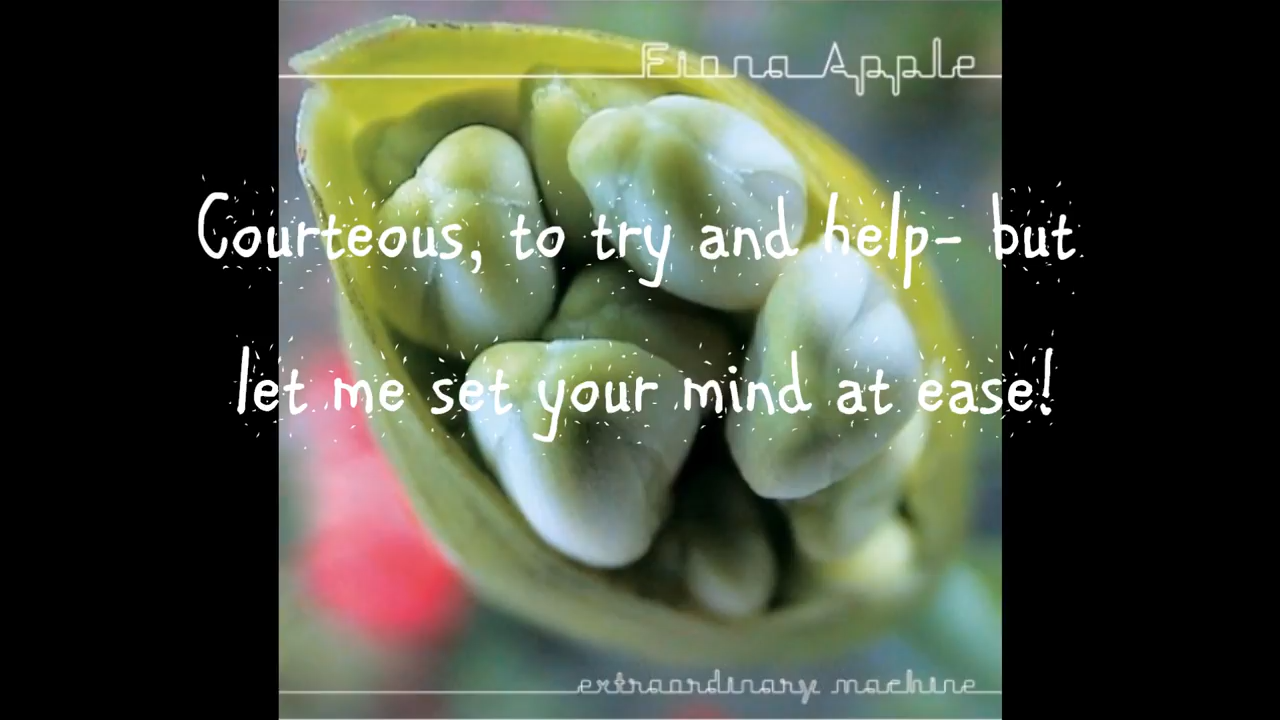 Fiona Apple
Courteous, to try and help- but
let me set your mind at ease!
extraordinary machine